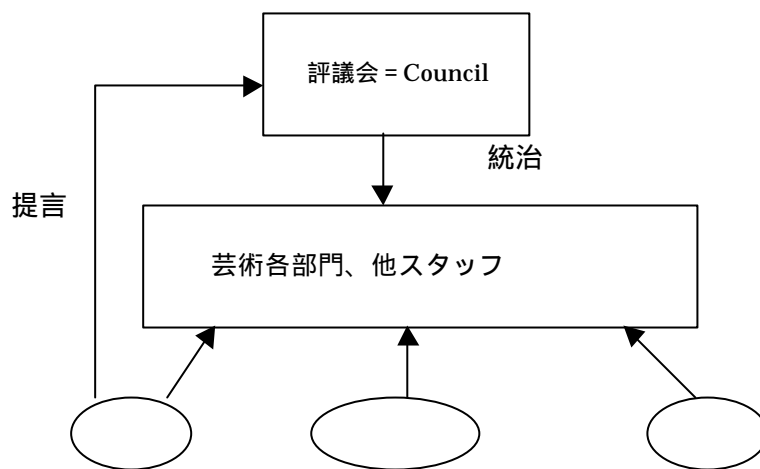 評議会 = Council
統治
提言
芸術各部門、他スタッフ